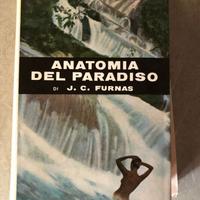 ANATOMIA
DEL PARADISO
DI J. C. FURNAS